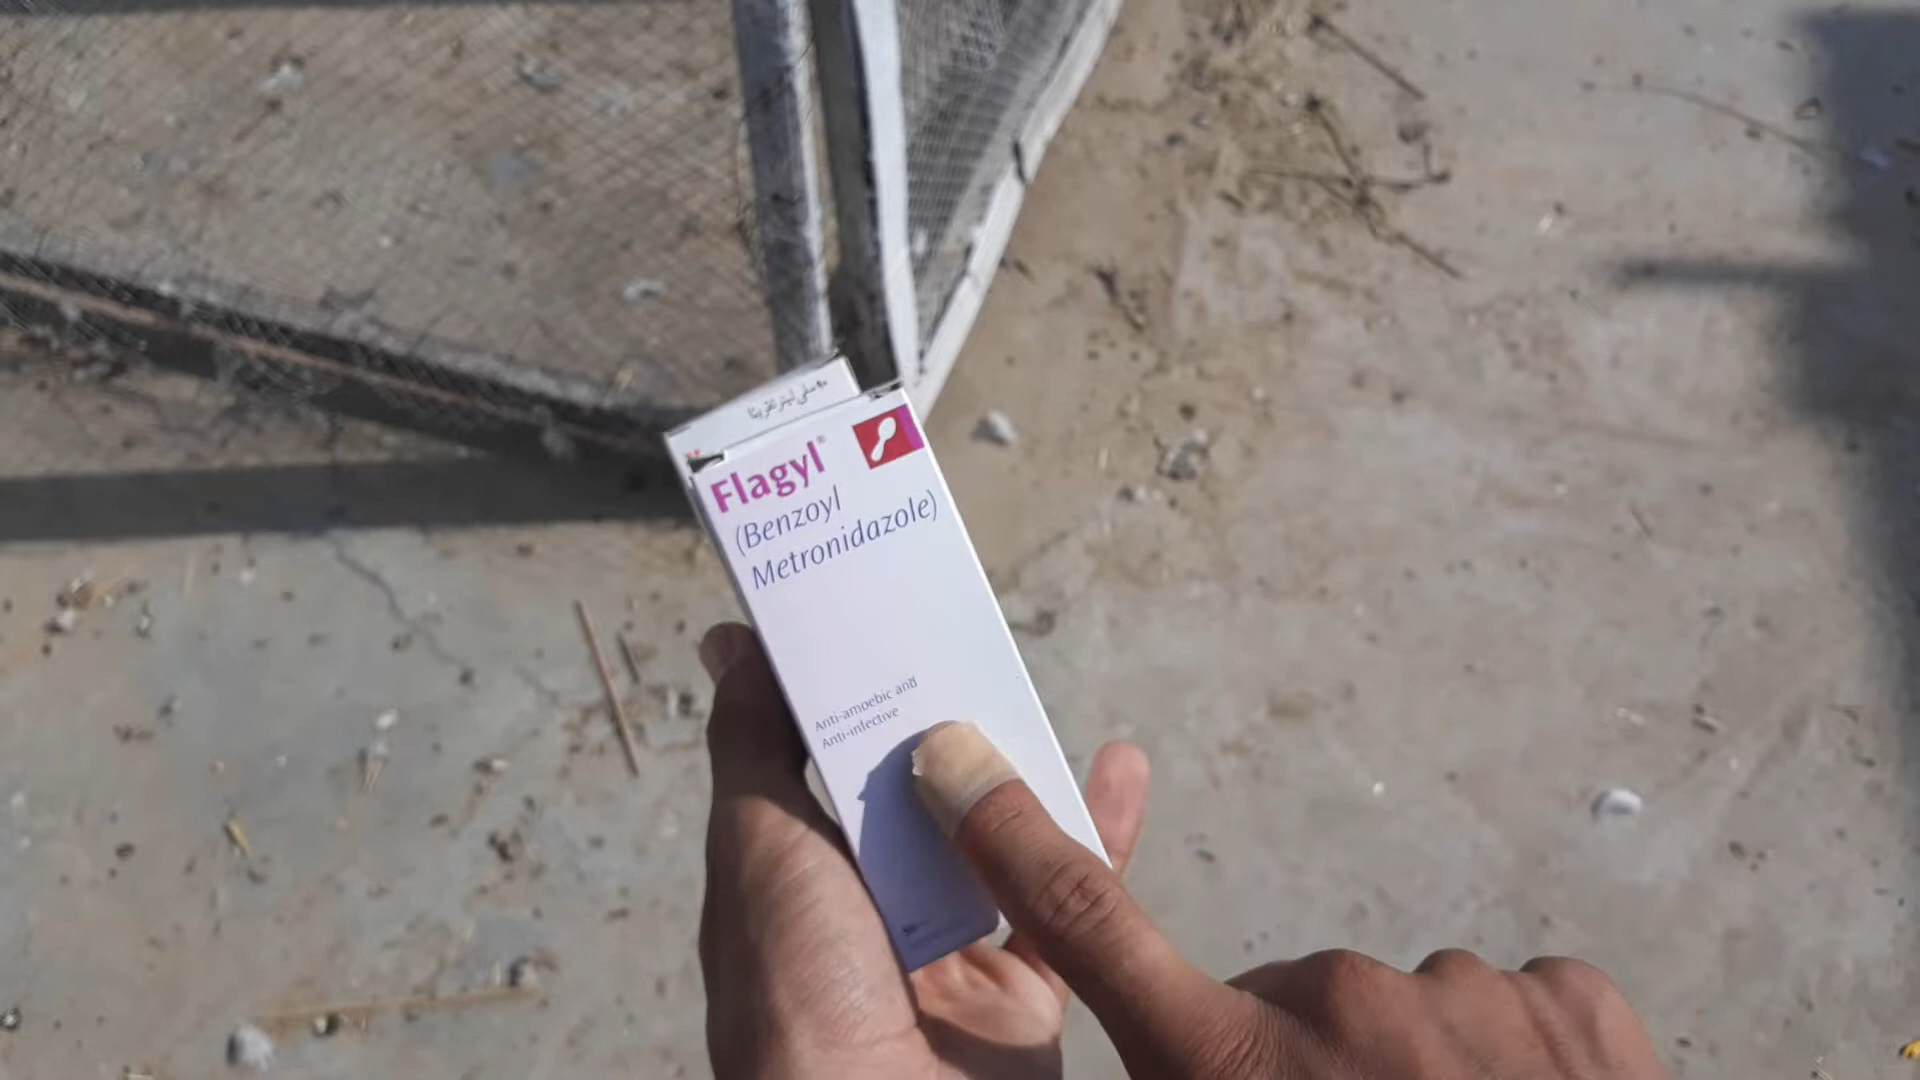 Flagyl®
(Benzoyl
Metronidazole)
Anti-amoebic and
Anti-infective